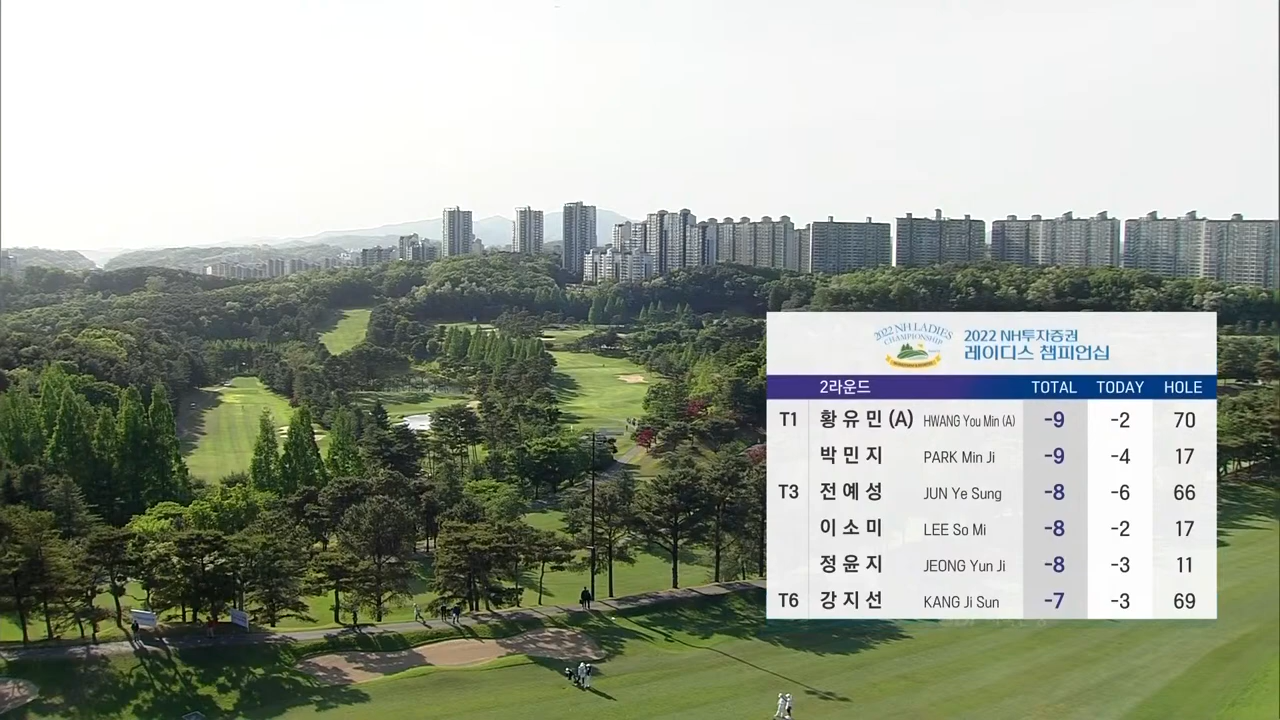 2022 NH LADIES
CHAMPIONSHIP
2022 NH투자증권
레이디스 챔피언십
2라운드 TOTAL TODAY HOLE
T1 황유민 (A) HWANG You Min (A) -9 -2 70
박민지 PARK Min Ji -9 -4 17
T3 전예성 JUN Ye Sung -8 -6 66
이소미 LEE So Mi -8 -2 17
정윤지 JEONG Yun Ji -8 -3 11
T6 강지선 KANG Ji Sun -7 -3 69